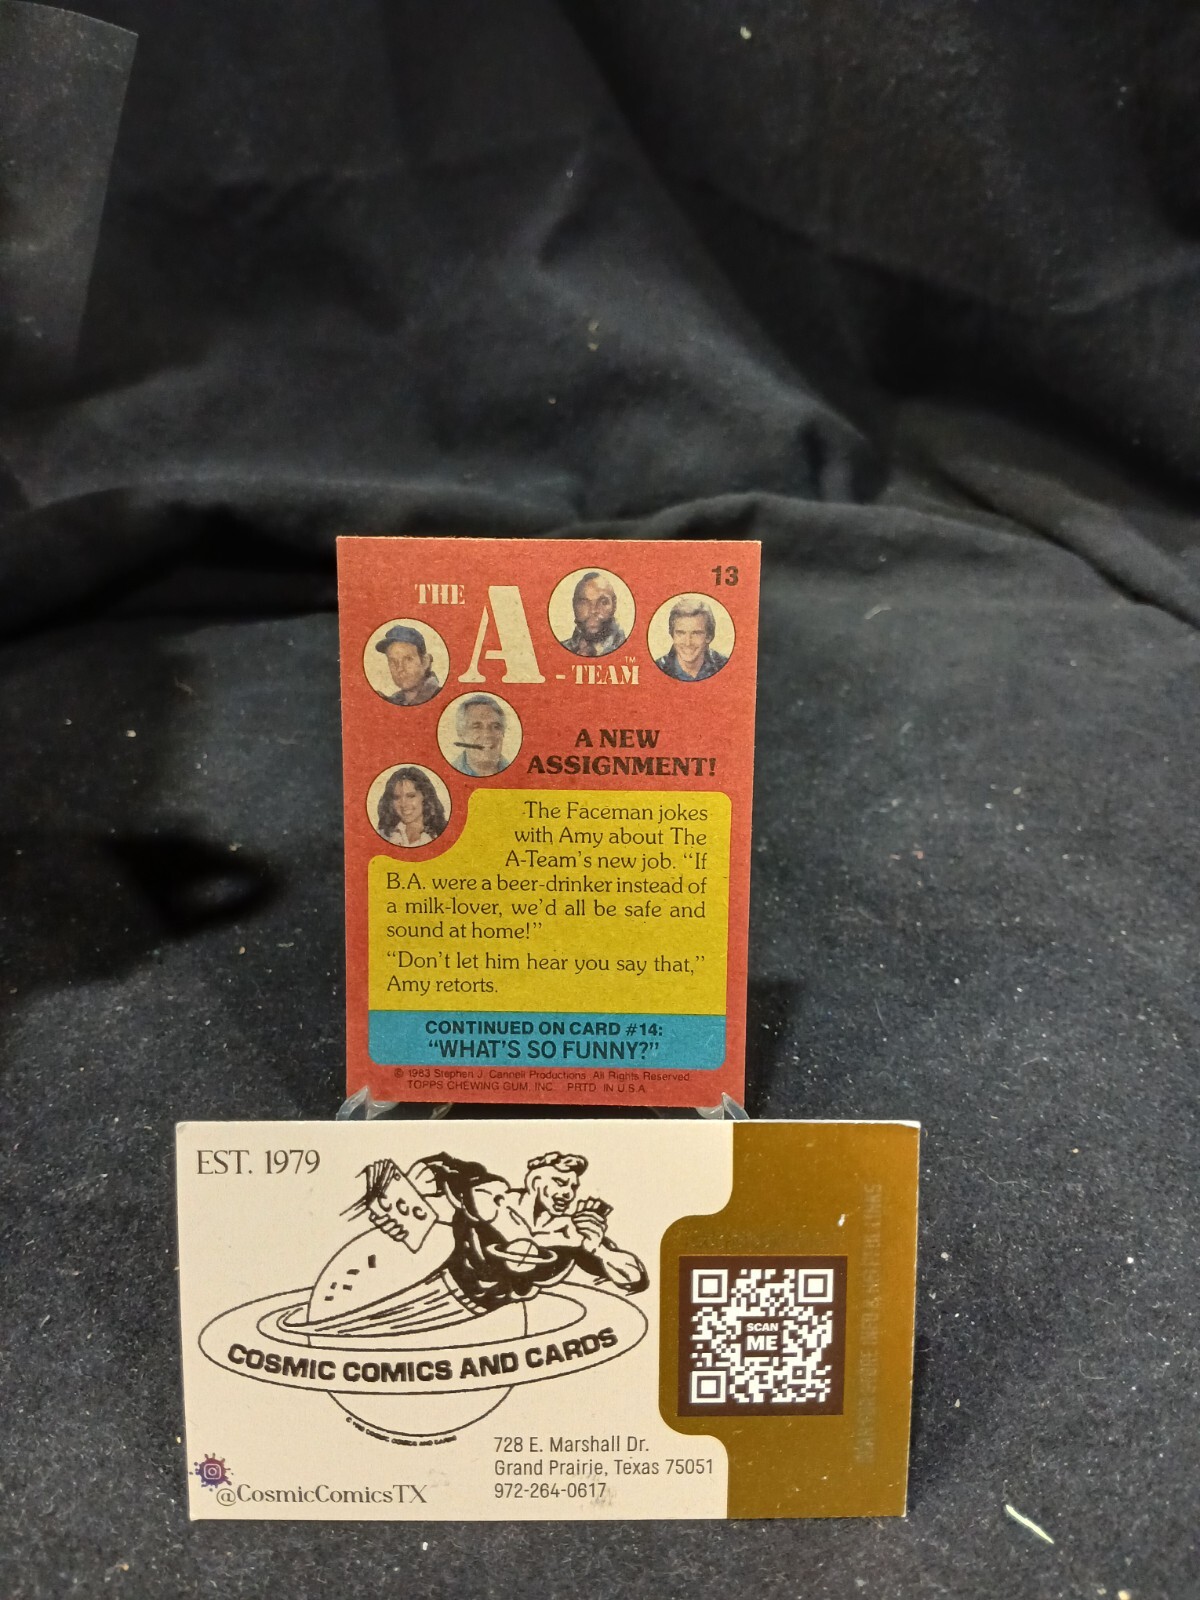 13
THE
A
-TEAM™
A NEW
ASSIGNMENT!
The Faceman jokes
with Amy about The
A-Team's new job. "If
B.A. were a beer-drinker instead of
a milk-lover, we'd all be safe and
sound at home!"
"Don't let him hear you say that,"
Amy retorts.
CONTINUED ON CARD #14:
"WHAT'S SO FUNNY?"
© 1983 Stephen J. Cannell Productions All Rights Reserved
TOPPS CHEWING GUM, INC. PRTD. IN U.S.A.
EST. 1979
COSMIC COMICS AND CARDS
SCAN
ME
728 E. Marshall Dr.
Grand Prairie, Texas 75051
972-264-0617
@CosmicComicsTX